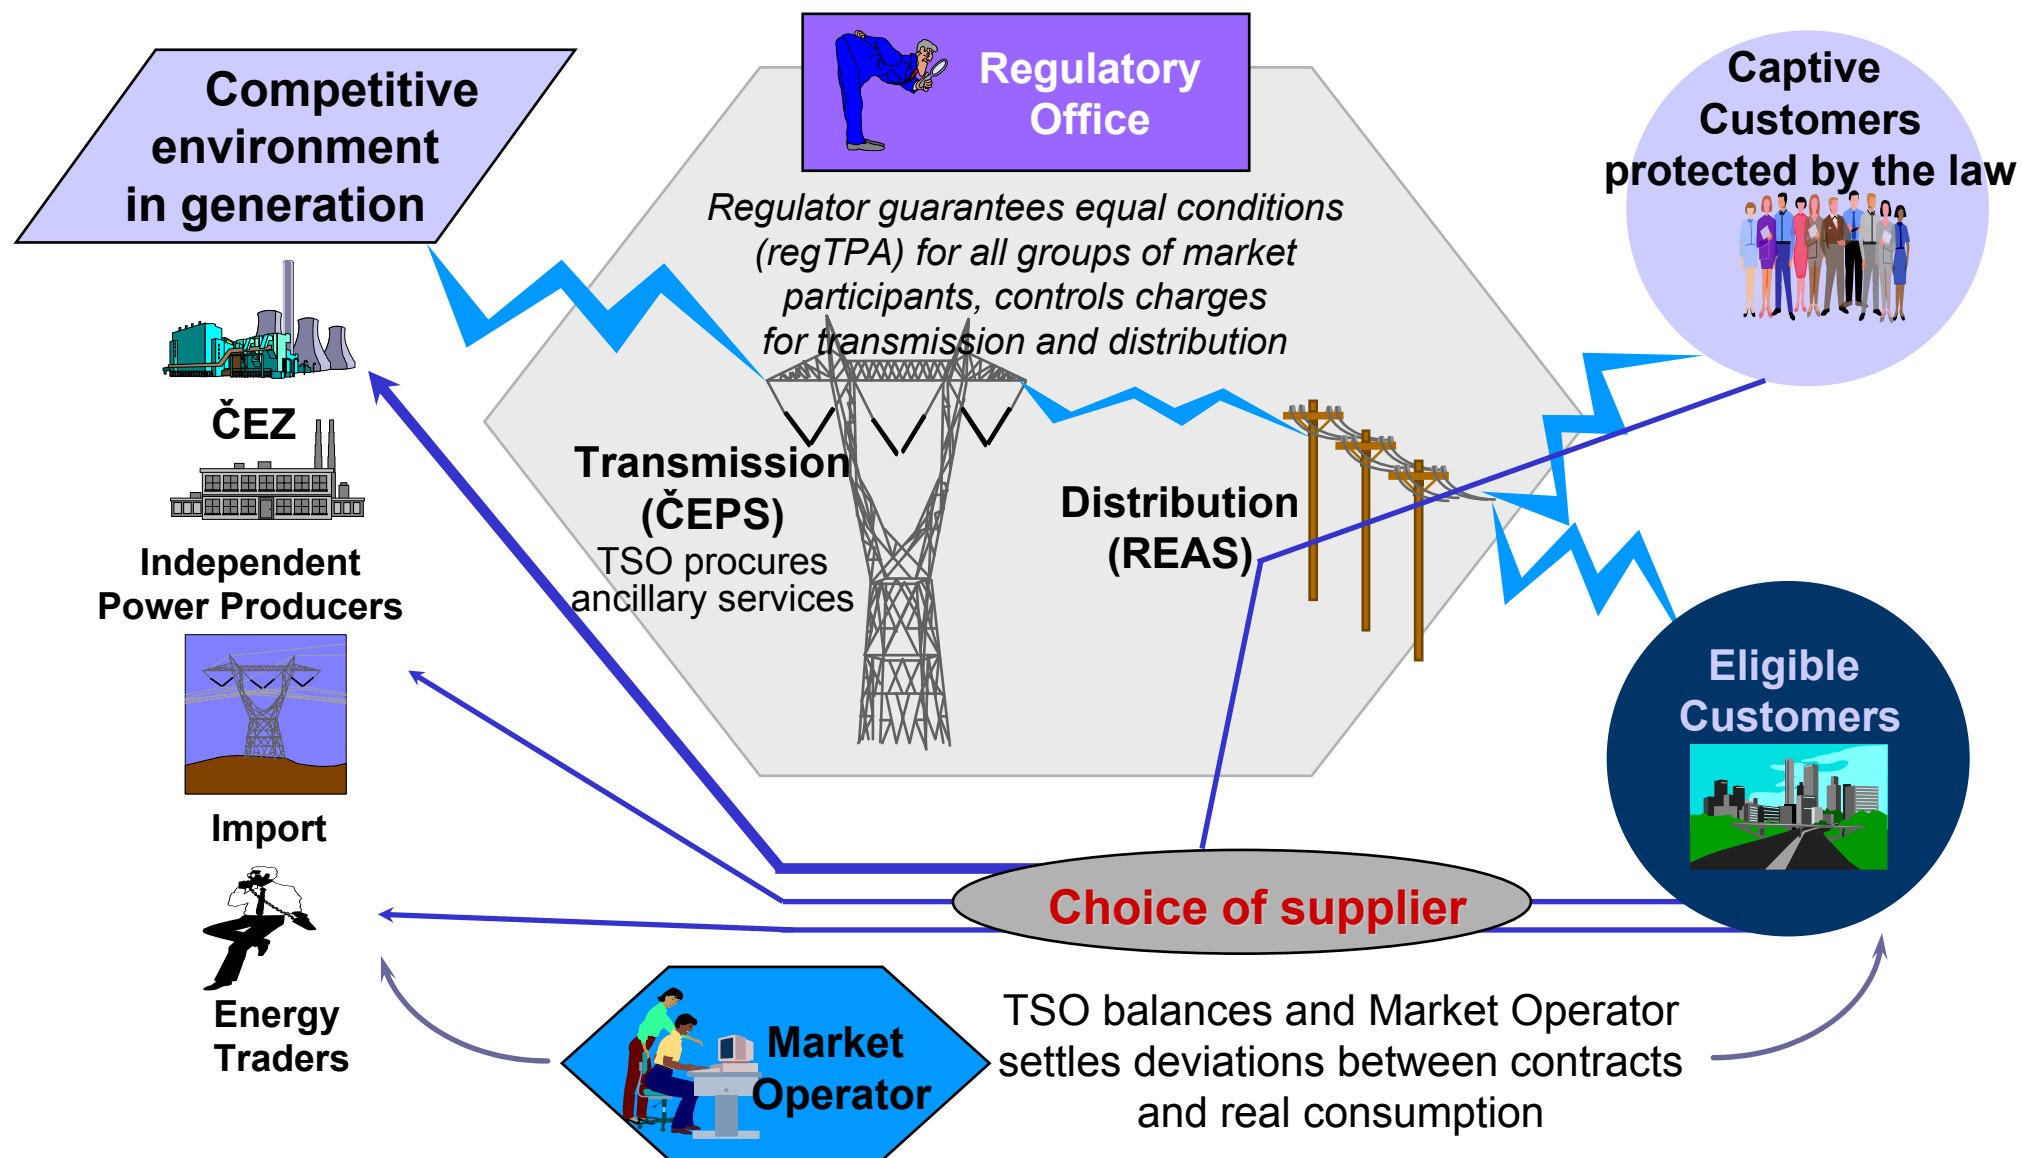 Competitive
environment
in generation
ČEZ
Independent
Power Producers
Import
Energy
Traders
Regulatory
Office
Regulator guarantees equal conditions
(regTPA) for all groups of market
participants, controls charges
for transmission and distribution
Transmission
(ČEPS)
TSO procures
ancillary services
Distribution
(REAS)
Captive
Customers
protected by the law
Eligible
Customers
Choice of supplier
Market
Operator
TSO balances and Market Operator
settles deviations between contracts
and real consumption